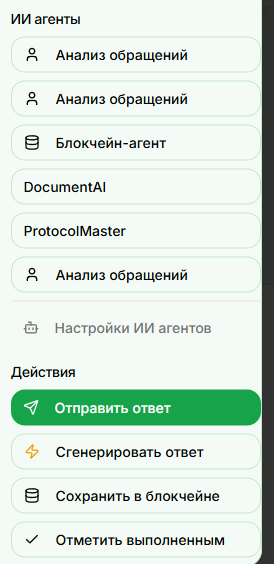 ИИ агенты
Анализ обращений
Анализ обращений
Блокчейн-агент
DocumentAI
ProtocolMaster
Анализ обращений
Настройки ИИ агентов
Действия
Отправить ответ
Сгенерировать ответ
Сохранить в блокчейне
Отметить выполненным